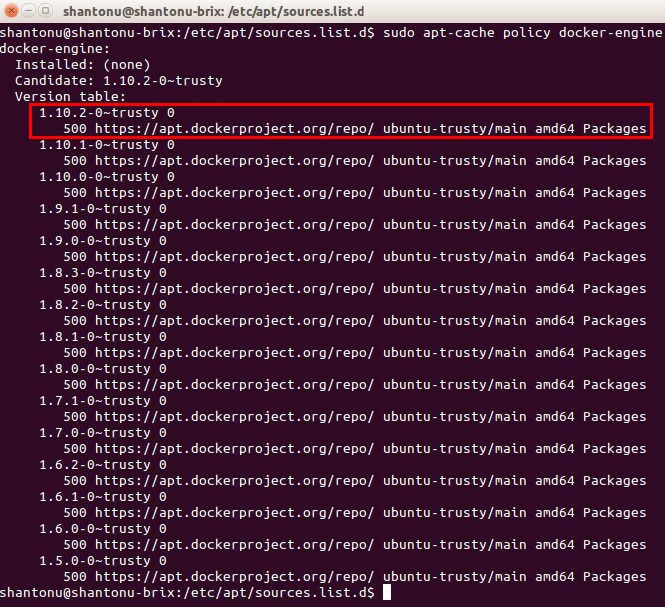 shantonu@shantonu-brix: /etc/apt/sources.list.d
shantonu@shantonu-brix:/etc/apt/sources.list.d$ sudo apt-cache policy docker-engine
docker-engine:
  Installed: (none)
  Candidate: 1.10.2-0~trusty
  Version table:
     1.10.2-0~trusty 0
        500 https://apt.dockerproject.org/repo/ ubuntu-trusty/main amd64 Packages
     1.10.1-0~trusty 0
        500 https://apt.dockerproject.org/repo/ ubuntu-trusty/main amd64 Packages
     1.10.0-0~trusty 0
        500 https://apt.dockerproject.org/repo/ ubuntu-trusty/main amd64 Packages
     1.9.1-0~trusty 0
        500 https://apt.dockerproject.org/repo/ ubuntu-trusty/main amd64 Packages
     1.9.0-0~trusty 0
        500 https://apt.dockerproject.org/repo/ ubuntu-trusty/main amd64 Packages
     1.8.3-0~trusty 0
        500 https://apt.dockerproject.org/repo/ ubuntu-trusty/main amd64 Packages
     1.8.2-0~trusty 0
        500 https://apt.dockerproject.org/repo/ ubuntu-trusty/main amd64 Packages
     1.8.1-0~trusty 0
        500 https://apt.dockerproject.org/repo/ ubuntu-trusty/main amd64 Packages
     1.8.0-0~trusty 0
        500 https://apt.dockerproject.org/repo/ ubuntu-trusty/main amd64 Packages
     1.7.1-0~trusty 0
        500 https://apt.dockerproject.org/repo/ ubuntu-trusty/main amd64 Packages
     1.7.0-0~trusty 0
        500 https://apt.dockerproject.org/repo/ ubuntu-trusty/main amd64 Packages
     1.6.2-0~trusty 0
        500 https://apt.dockerproject.org/repo/ ubuntu-trusty/main amd64 Packages
     1.6.1-0~trusty 0
        500 https://apt.dockerproject.org/repo/ ubuntu-trusty/main amd64 Packages
     1.6.0-0~trusty 0
        500 https://apt.dockerproject.org/repo/ ubuntu-trusty/main amd64 Packages
     1.5.0-0~trusty 0
        500 https://apt.dockerproject.org/repo/ ubuntu-trusty/main amd64 Packages
shantonu@shantonu-brix:/etc/apt/sources.list.d$